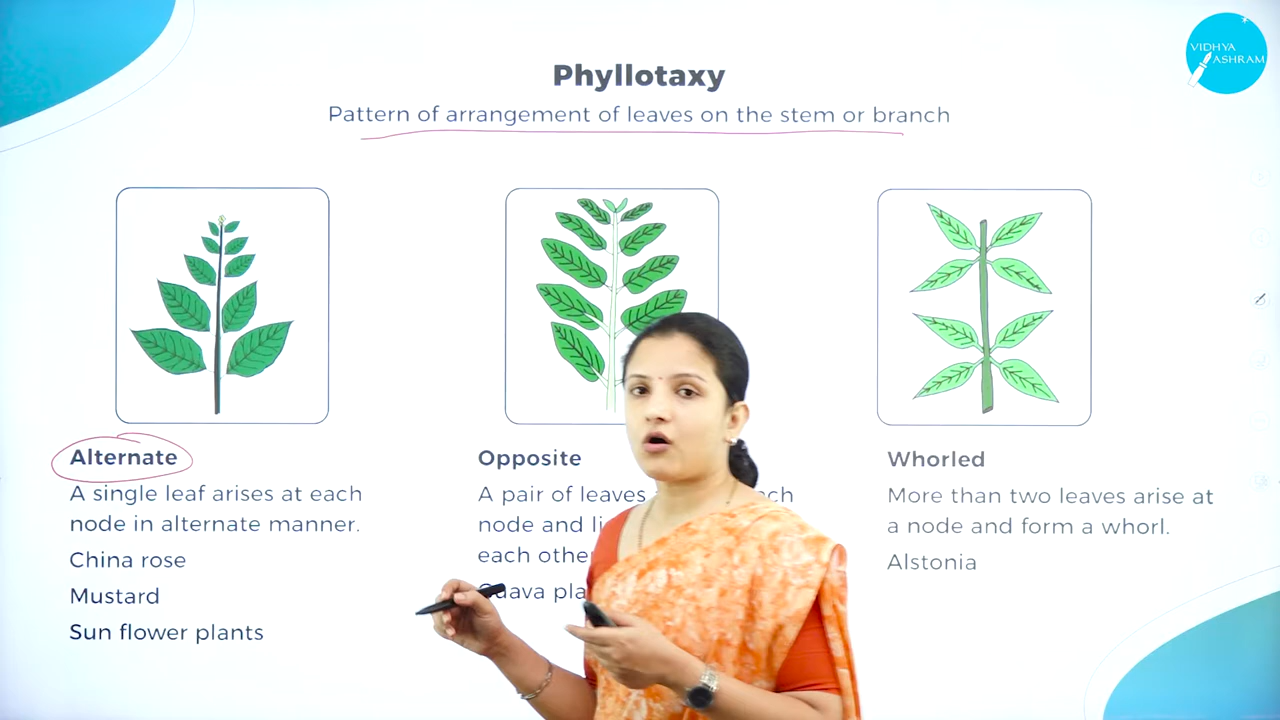 VIDHYA
ASHRAM
Phyllotaxy
Pattern of arrangement of leaves on the stem or branch
Alternate
A single leaf arises at each
node in alternate manner.
China rose
Mustard
Sun flower plants
Opposite
A pair of leaves
node and
each other
Whorled
More than two leaves arise at
a node and form a whorl.
Alstonia